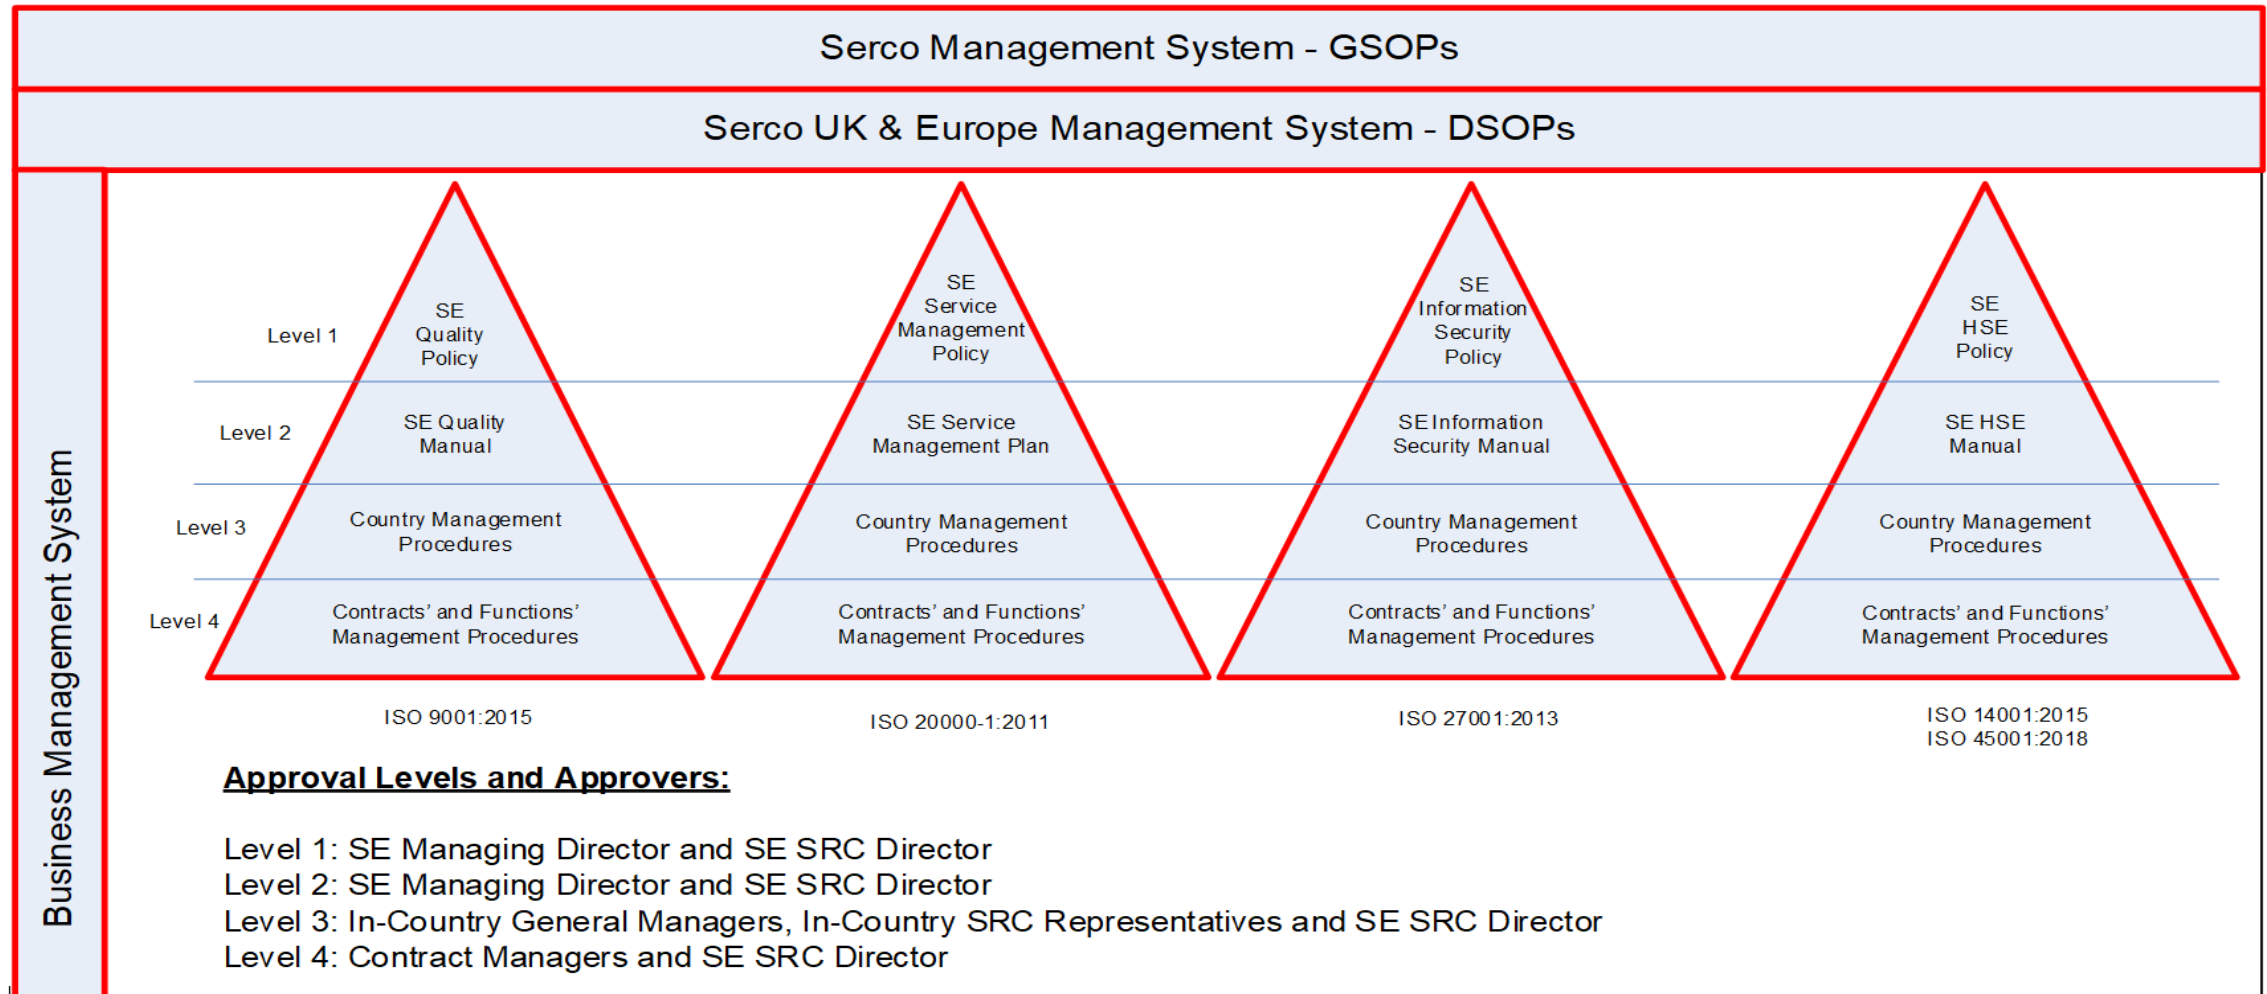 Serco Management System - GSOPs
Serco UK & Europe Management System - DSOPs
Business Management System
Level 1
SE
Quality
Policy
SE
Service
Management
Policy
SE
Information
Security
Policy
SE
HSE
Policy
Level 2
SE Quality
Manual
SE Service
Management Plan
SE Information
Security Manual
SE HSE
Manual
Level 3
Country Management
Procedures
Country Management
Procedures
Country Management
Procedures
Country Management
Procedures
Level 4
Contracts’ and Functions’
Management Procedures
Contracts’ and Functions’
Management Procedures
Contracts’ and Functions’
Management Procedures
Contracts’ and Functions’
Management Procedures
ISO 9001:2015
ISO 20000-1:2011
ISO 27001:2013
ISO 14001:2015
ISO 45001:2018
Approval Levels and Approvers:
Level 1: SE Managing Director and SE SRC Director
Level 2: SE Managing Director and SE SRC Director
Level 3: In-Country General Managers, In-Country SRC Representatives and SE SRC Director
Level 4: Contract Managers and SE SRC Director